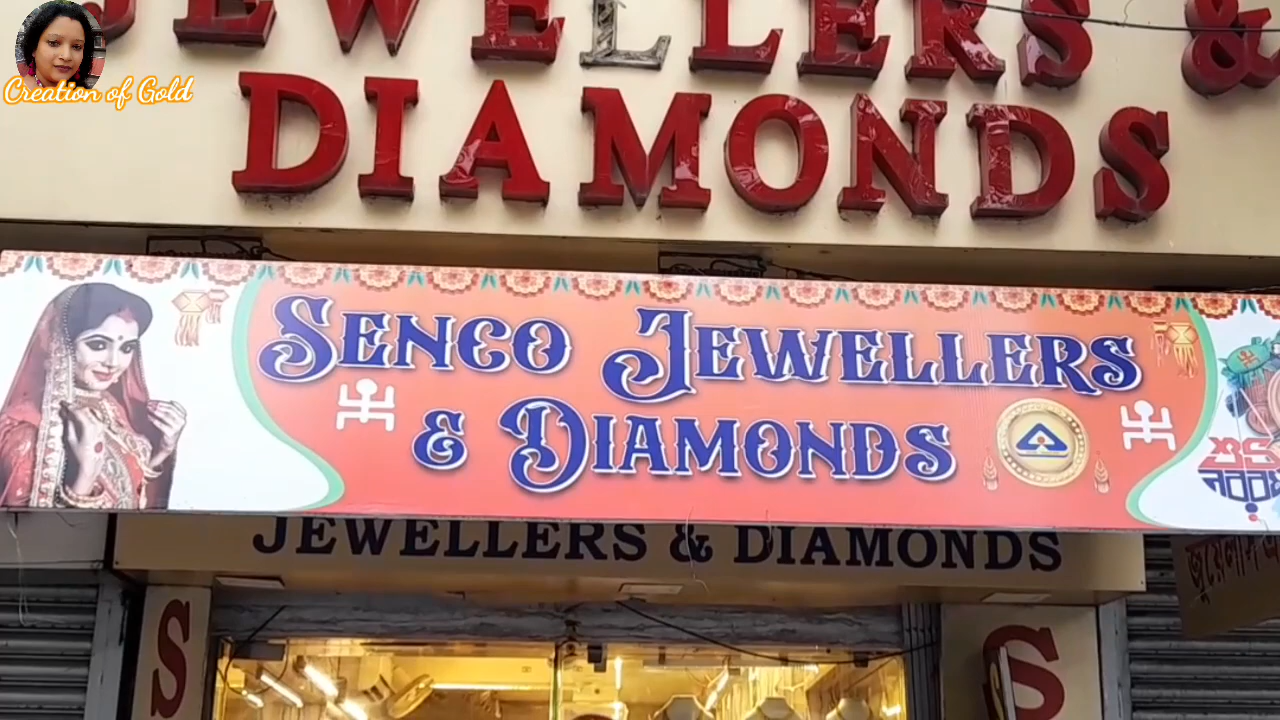 Creation of Gold
JEWELLERS &
DIAMONDS
SENCO JEWELLERS
& DIAMONDS
শুভ
JEWELLERS & DIAMONDS
S
S